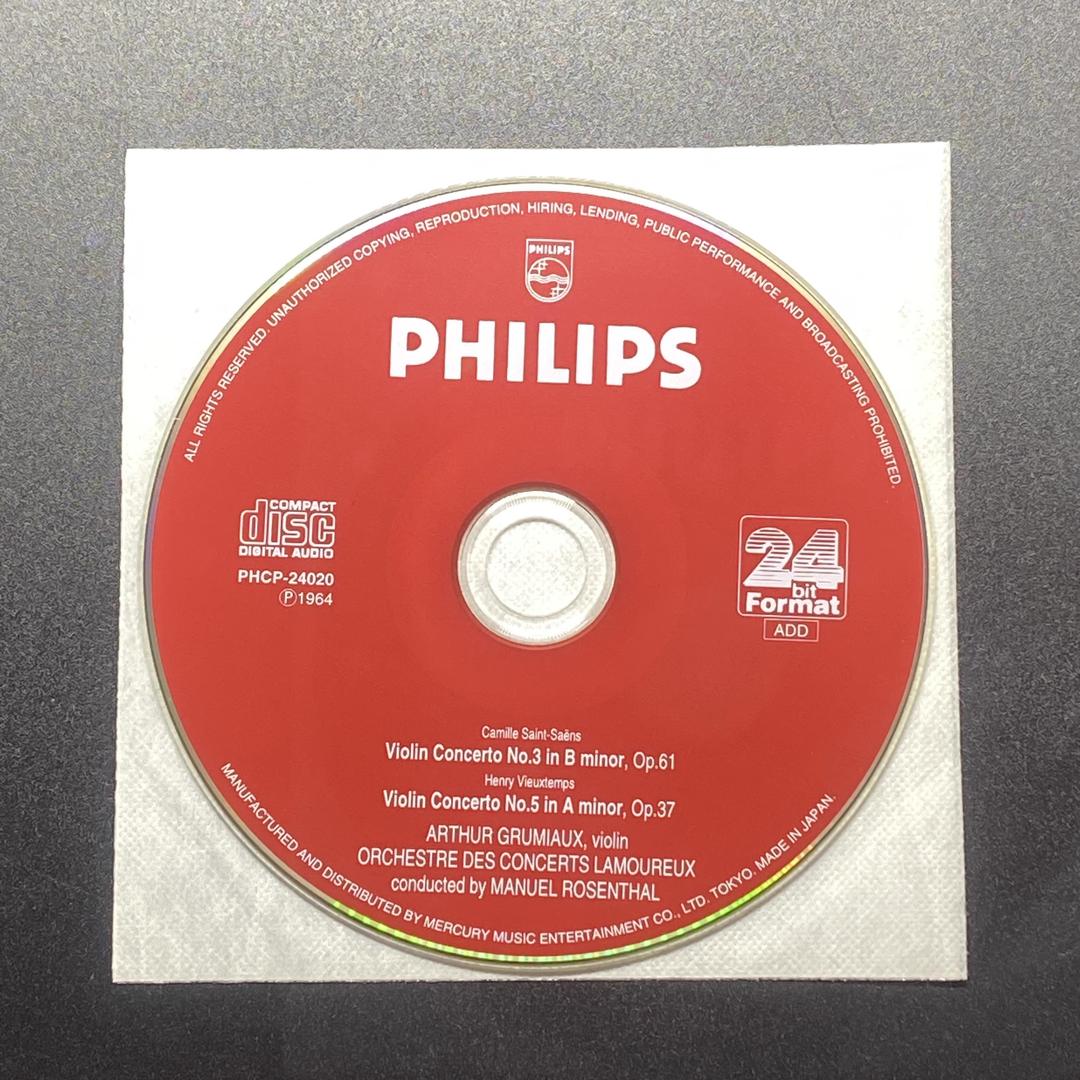 ALL RIGHTS RESERVED. UNAUTHORIZED COPYING, REPRODUCTION, HIRING, LENDING, PUBLIC PERFORMANCE AND BROADCASTING PROHIBITED.
PHILIPS
PHILIPS
COMPACT
disc
DIGITAL AUDIO
PHCP-24020
℗1964
24
bit
Format
ADD
Camille Saint-Saëns
Violin Concerto No.3 in B minor, Op.61
Henry Vieuxtemps
Violin Concerto No.5 in A minor, Op.37
ARTHUR GRUMIAUX, violin
ORCHESTRE DES CONCERTS LAMOUREUX
conducted by MANUEL ROSENTHAL
MANUFACTURED AND DISTRIBUTED BY MERCURY MUSIC ENTERTAINMENT CO., LTD. TOKYO. MADE IN JAPAN.